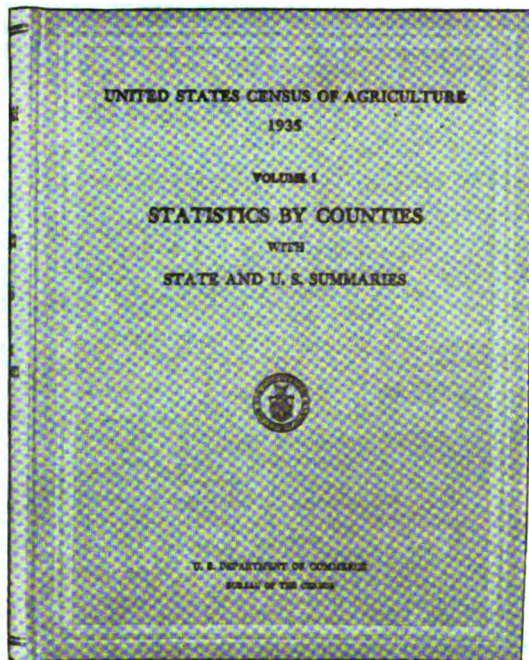 UNITED STATES CENSUS OF AGRICULTURE
1935
VOLUME I
STATISTICS BY COUNTIES
WITH
STATE AND U. S. SUMMARIES
U. S. DEPARTMENT OF COMMERCE
BUREAU OF THE CENSUS